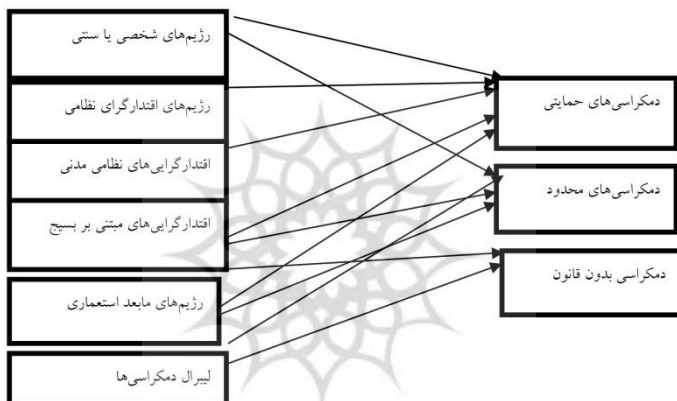 رژیم‌های شخصی یا سنتی
رژیم‌های اقتدارگرای نظامی
اقتدارگرایی‌های نظامی مدنی
اقتدارگرایی‌های مبتنی بر بسیج
رژیم‌های مابعد استعماری
لیبرال دمکراسی‌ها
دمکراسی‌های حمایتی
دمکراسی‌های محدود
دمکراسی بدون قانون